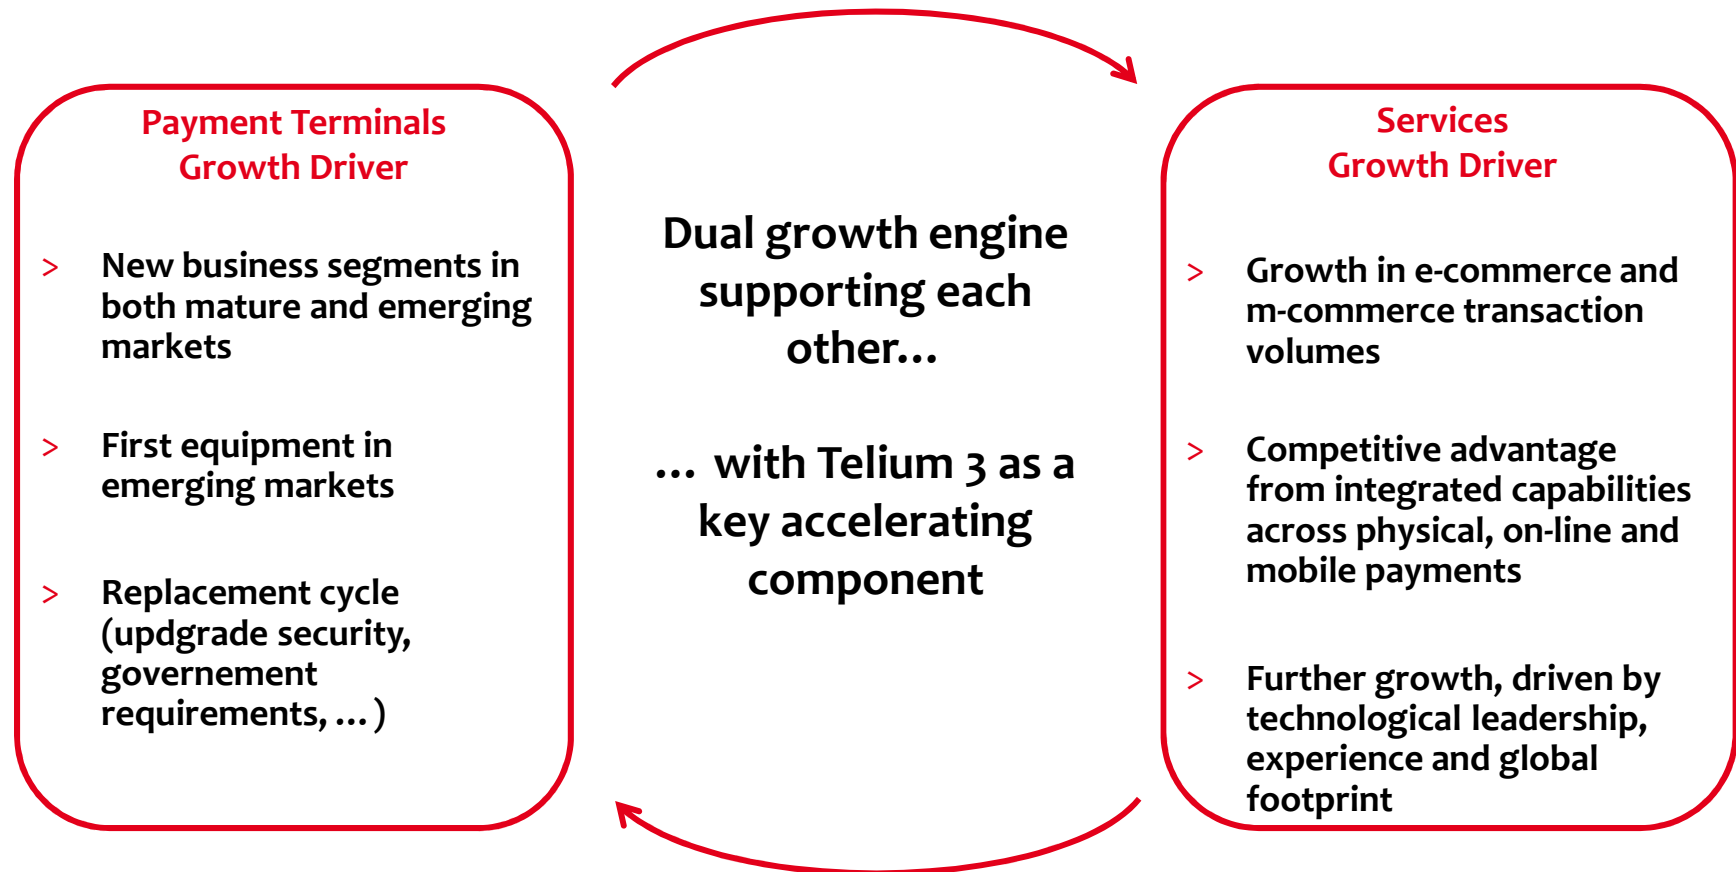 Payment Terminals
Growth Driver
> New business segments in
both mature and emerging
markets
> First equipment in
emerging markets
> Replacement cycle
(updgrade security,
governement
requirements, ... )
Dual growth engine
supporting each
other...
... with Telium 3 as a
key accelerating
component
Services
Growth Driver
> Growth in e-commerce and
m-commerce transaction
volumes
> Competitive advantage
from integrated capabilities
across physical, on-line and
mobile payments
> Further growth, driven by
technological leadership,
experience and global
footprint